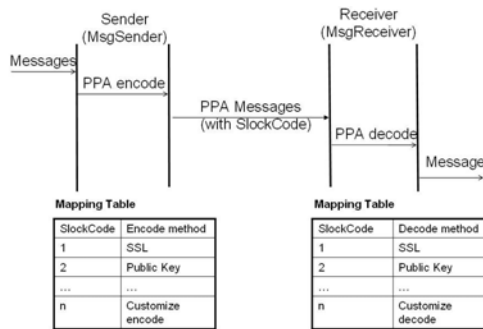 Sender
(MsgSender)
Receiver
(MsgReceiver)
Messages
PPA encode
PPA Messages
(with SlockCode)
PPA decode
Message
Mapping Table
SlockCode Encode method
1 SSL
2 Public Key
... ...
n Customize
encode
Mapping Table
SlockCode Decode method
1 SSL
2 Public Key
... ...
n Customize
decode